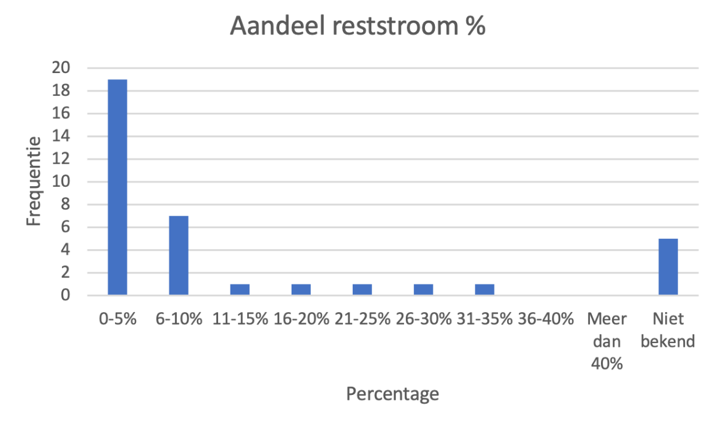 Aandeel reststroom %
Frequentie
20
18
16
14
12
10
8
6
4
2
0
0-5% 6-10% 11-15% 16-20% 21-25% 26-30% 31-35% 36-40% Meer dan 40% Niet bekend
Percentage